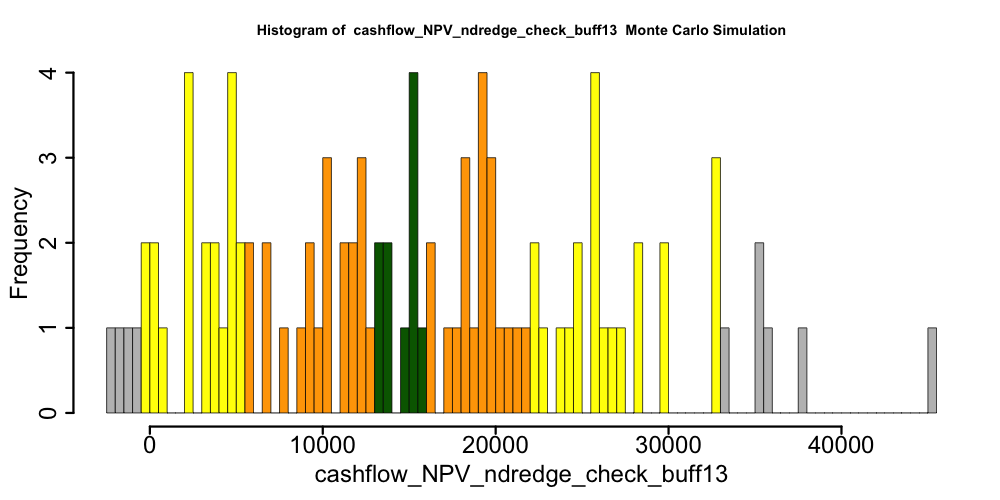 Histogram of  cashflow_NPV_ndredge_check_buff13  Monte Carlo Simulation
4
3
2
1
0
Frequency
0 10000 20000 30000 40000
cashflow_NPV_ndredge_check_buff13